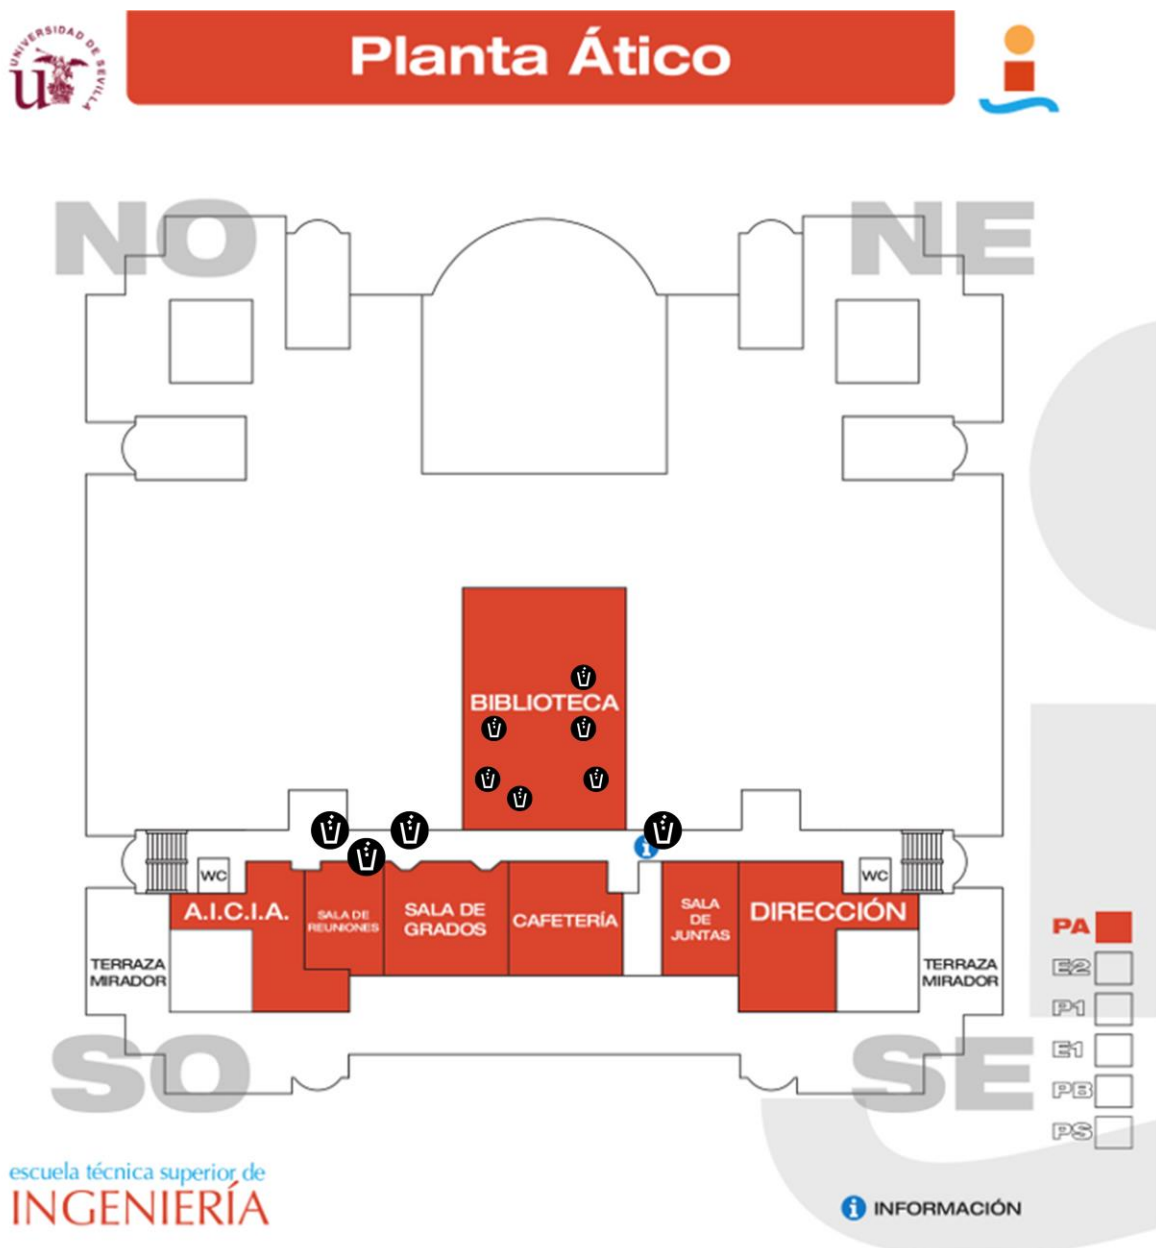 UNIVERSIDAD DE SEVILLA
Planta Ático
NO
NE
BIBLIOTECA
WC
WC
A.I.C.I.A.
SALA DE
REUNIONES
SALA DE
GRADOS
CAFETERÍA
SALA
DE
JUNTAS
DIRECCIÓN
TERRAZA
MIRADOR
TERRAZA
MIRADOR
PA
E2
P1
E1
PB
PS
SO
SE
escuela técnica superior de
INGENIERÍA
i INFORMACIÓN